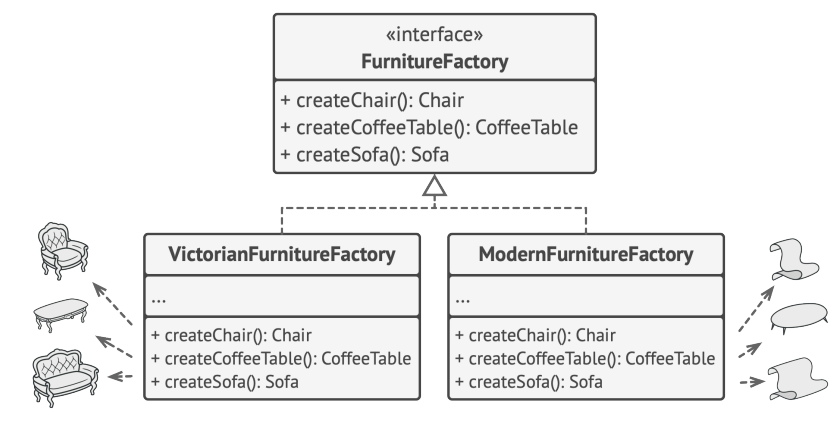 «interface»
FurnitureFactory
+ createChair(): Chair
+ createCoffeeTable(): CoffeeTable
+ createSofa(): Sofa
VictorianFurnitureFactory
...
+ createChair(): Chair
+ createCoffeeTable(): CoffeeTable
+ createSofa(): Sofa
ModernFurnitureFactory
...
+ createChair(): Chair
+ createCoffeeTable(): CoffeeTable
+ createSofa(): Sofa